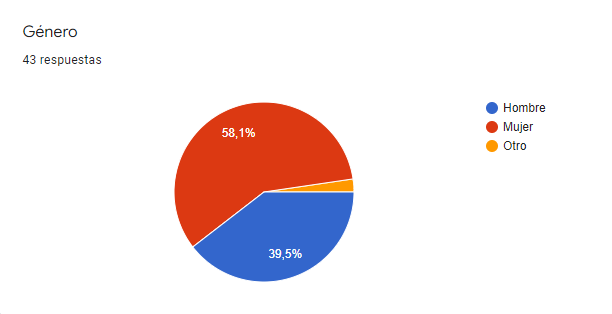 Género
43 respuestas
58,1%
39,5%
Hombre
Mujer
Otro